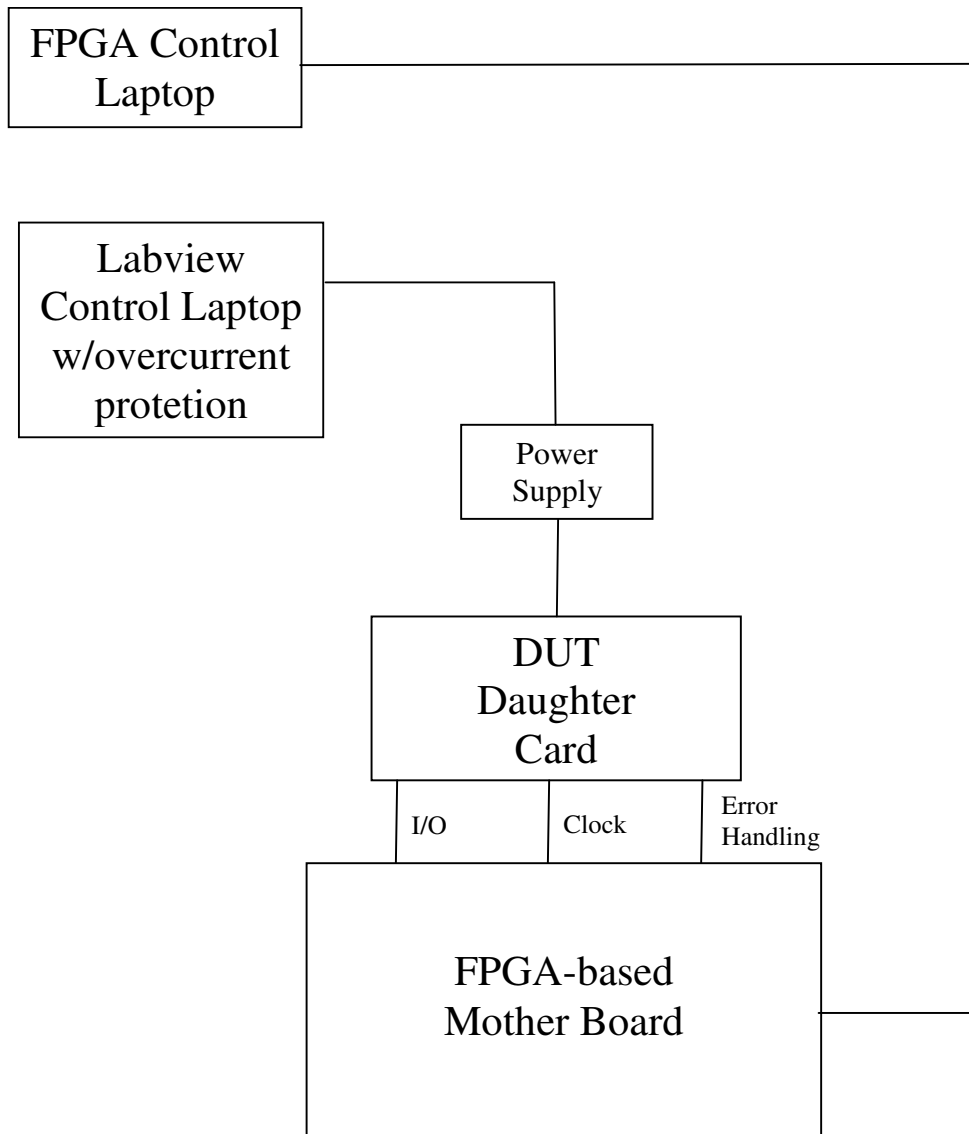 FPGA Control
Laptop
Labview
Control Laptop
w/overcurrent
protetion
Power
Supply
DUT
Daughter
Card
I/O
Clock
Error
Handling
FPGA-based
Mother Board